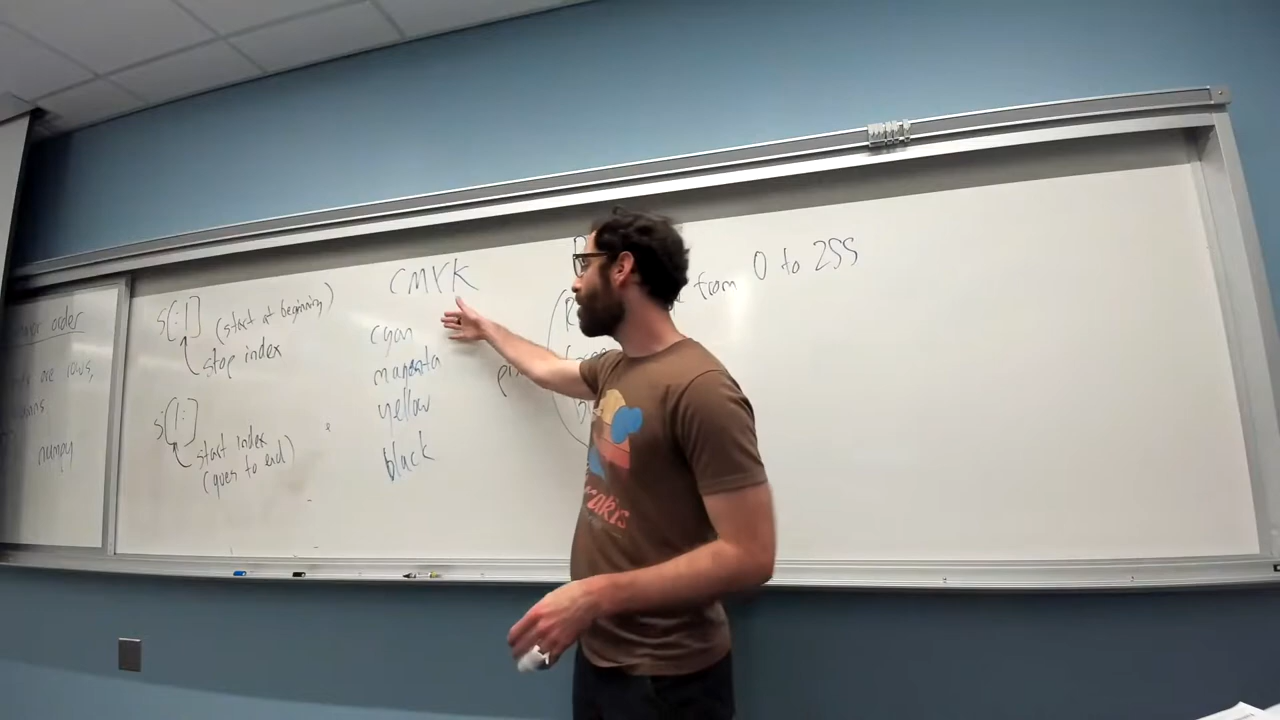 order
are rows,
numpy
s[:1] (start at beginning)
stop index
s[1:]
start index
(goes to end)
CMYK
cyan
magenta
yellow
black
from 0 to 255